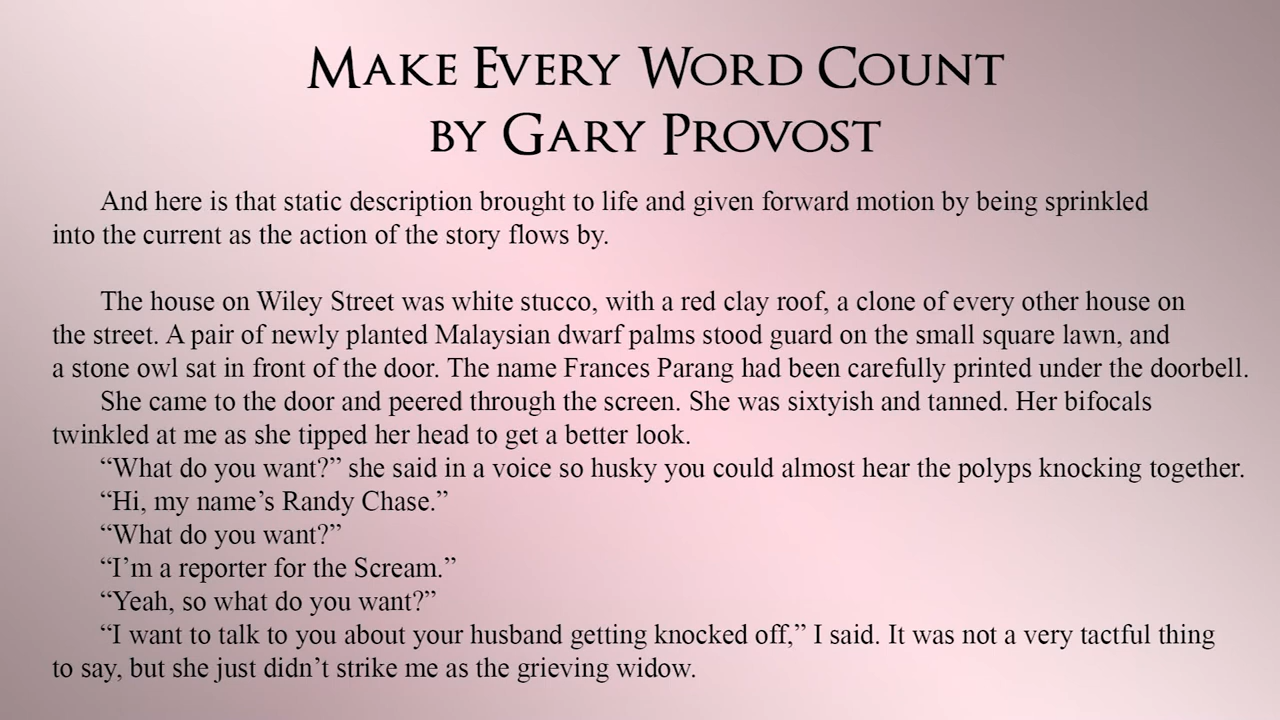 Make Every Word Count
by Gary Provost
And here is that static description brought to life and given forward motion by being sprinkled
into the current as the action of the story flows by.
The house on Wiley Street was white stucco, with a red clay roof, a clone of every other house on
the street. A pair of newly planted Malaysian dwarf palms stood guard on the small square lawn, and
a stone owl sat in front of the door. The name Frances Parang had been carefully printed under the doorbell.
She came to the door and peered through the screen. She was sixtyish and tanned. Her bifocals
twinkled at me as she tipped her head to get a better look.
“What do you want?” she said in a voice so husky you could almost hear the polyps knocking together.
“Hi, my name’s Randy Chase.”
“What do you want?”
“I’m a reporter for the Scream.”
“Yeah, so what do you want?”
“I want to talk to you about your husband getting knocked off,” I said. It was not a very tactful thing
to say, but she just didn’t strike me as the grieving widow.